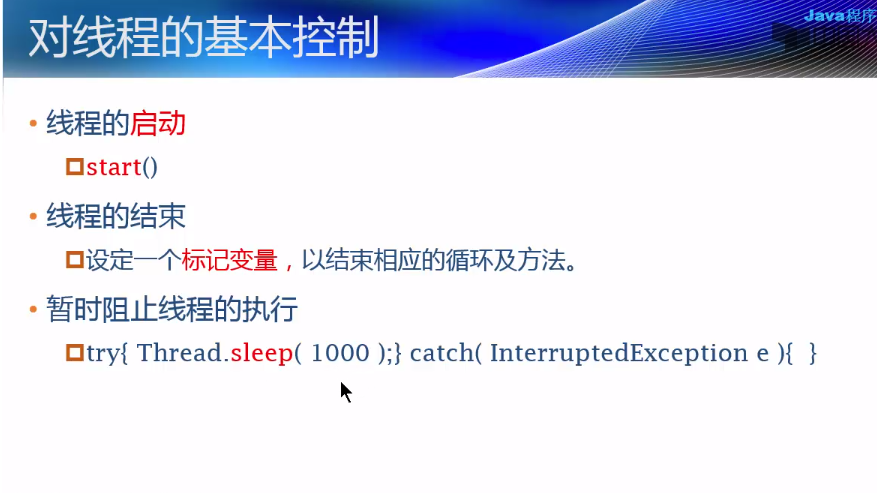 Java程序
对线程的基本控制
• 线程的启动
start()
• 线程的结束
设定一个标记变量，以结束相应的循环及方法。
• 暂时阻止线程的执行
try{ Thread.sleep( 1000 );} catch( InterruptedException e ){ }